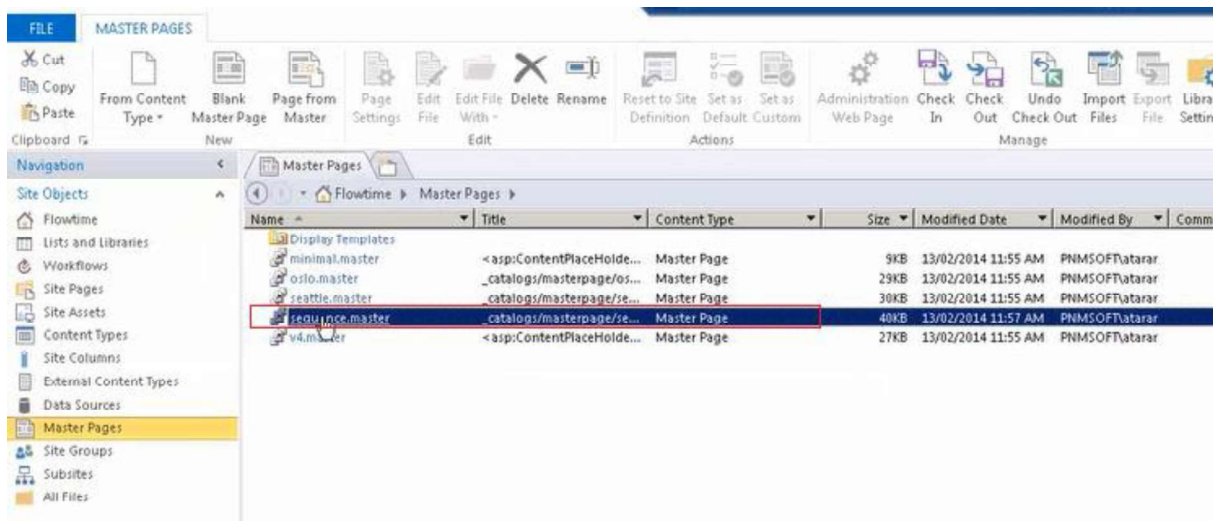 FILE MASTER PAGES
Cut
Copy
Paste
Clipboard
From Content Type
Blank Master Page
Page from Master
New
Page Settings
Edit File
Edit File With
Delete
Rename
Edit
Reset to Site Definition
Set as Default
Set as Custom
Actions
Administration Web Page
Check In
Check Out
Undo Check Out
Import Files
Export File
Manage
Navigation
Master Pages
Site Objects
Flowtime
Lists and Libraries
Workflows
Site Pages
Site Assets
Content Types
Site Columns
External Content Types
Data Sources
Master Pages
Site Groups
Subsites
All Files
Flowtime Master Pages
Name Title Content Type Size Modified Date Modified By Comm
Display Templates
minimal.master <asp:ContentPlaceHolde... Master Page 9KB 13/02/2014 11:55 AM PNMSOFT\atarar
oslo.master _catalogs/masterpage/os... Master Page 29KB 13/02/2014 11:55 AM PNMSOFT\atarar
seattle.master _catalogs/masterpage/se... Master Page 30KB 13/02/2014 11:55 AM PNMSOFT\atarar
sequence.master _catalogs/masterpage/se... Master Page 40KB 13/02/2014 11:57 AM PNMSOFT\atarar
v4.master <asp:ContentPlaceHolde... Master Page 27KB 13/02/2014 11:55 AM PNMSOFT\atarar